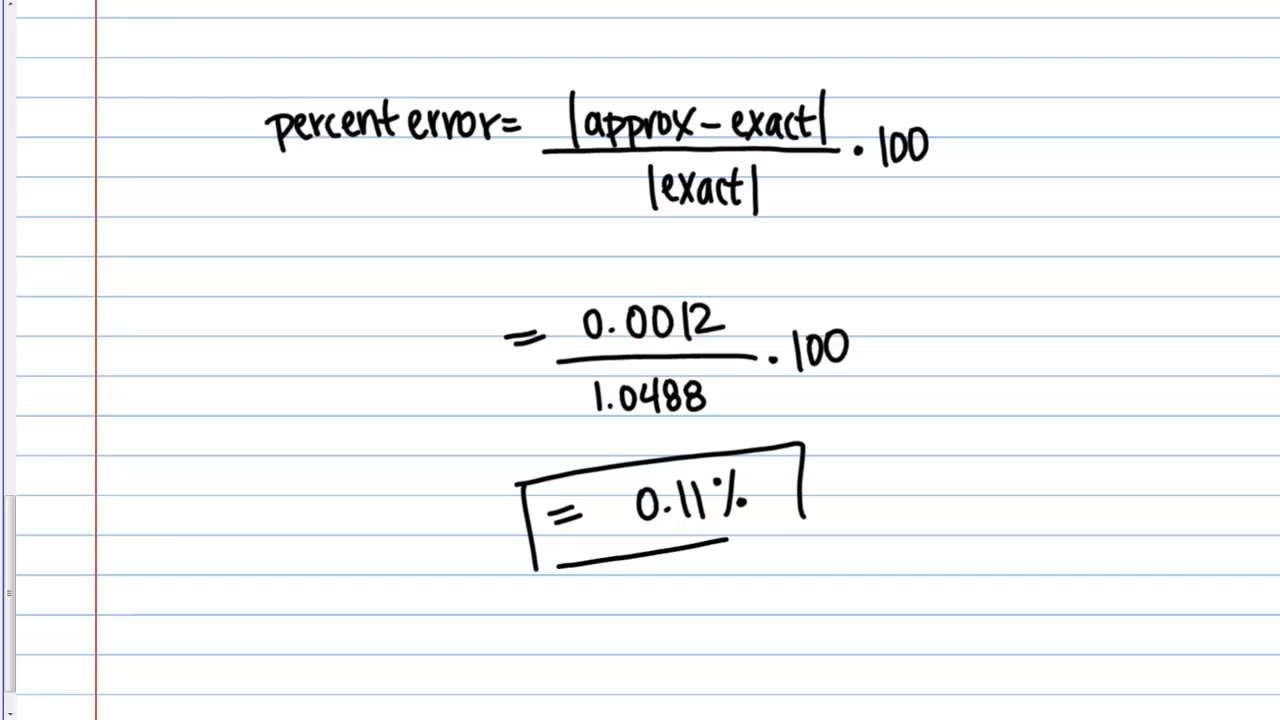 percent error = |approx - exact| / |exact| · 100
= 0.0012 / 1.0488 · 100
= 0.11%